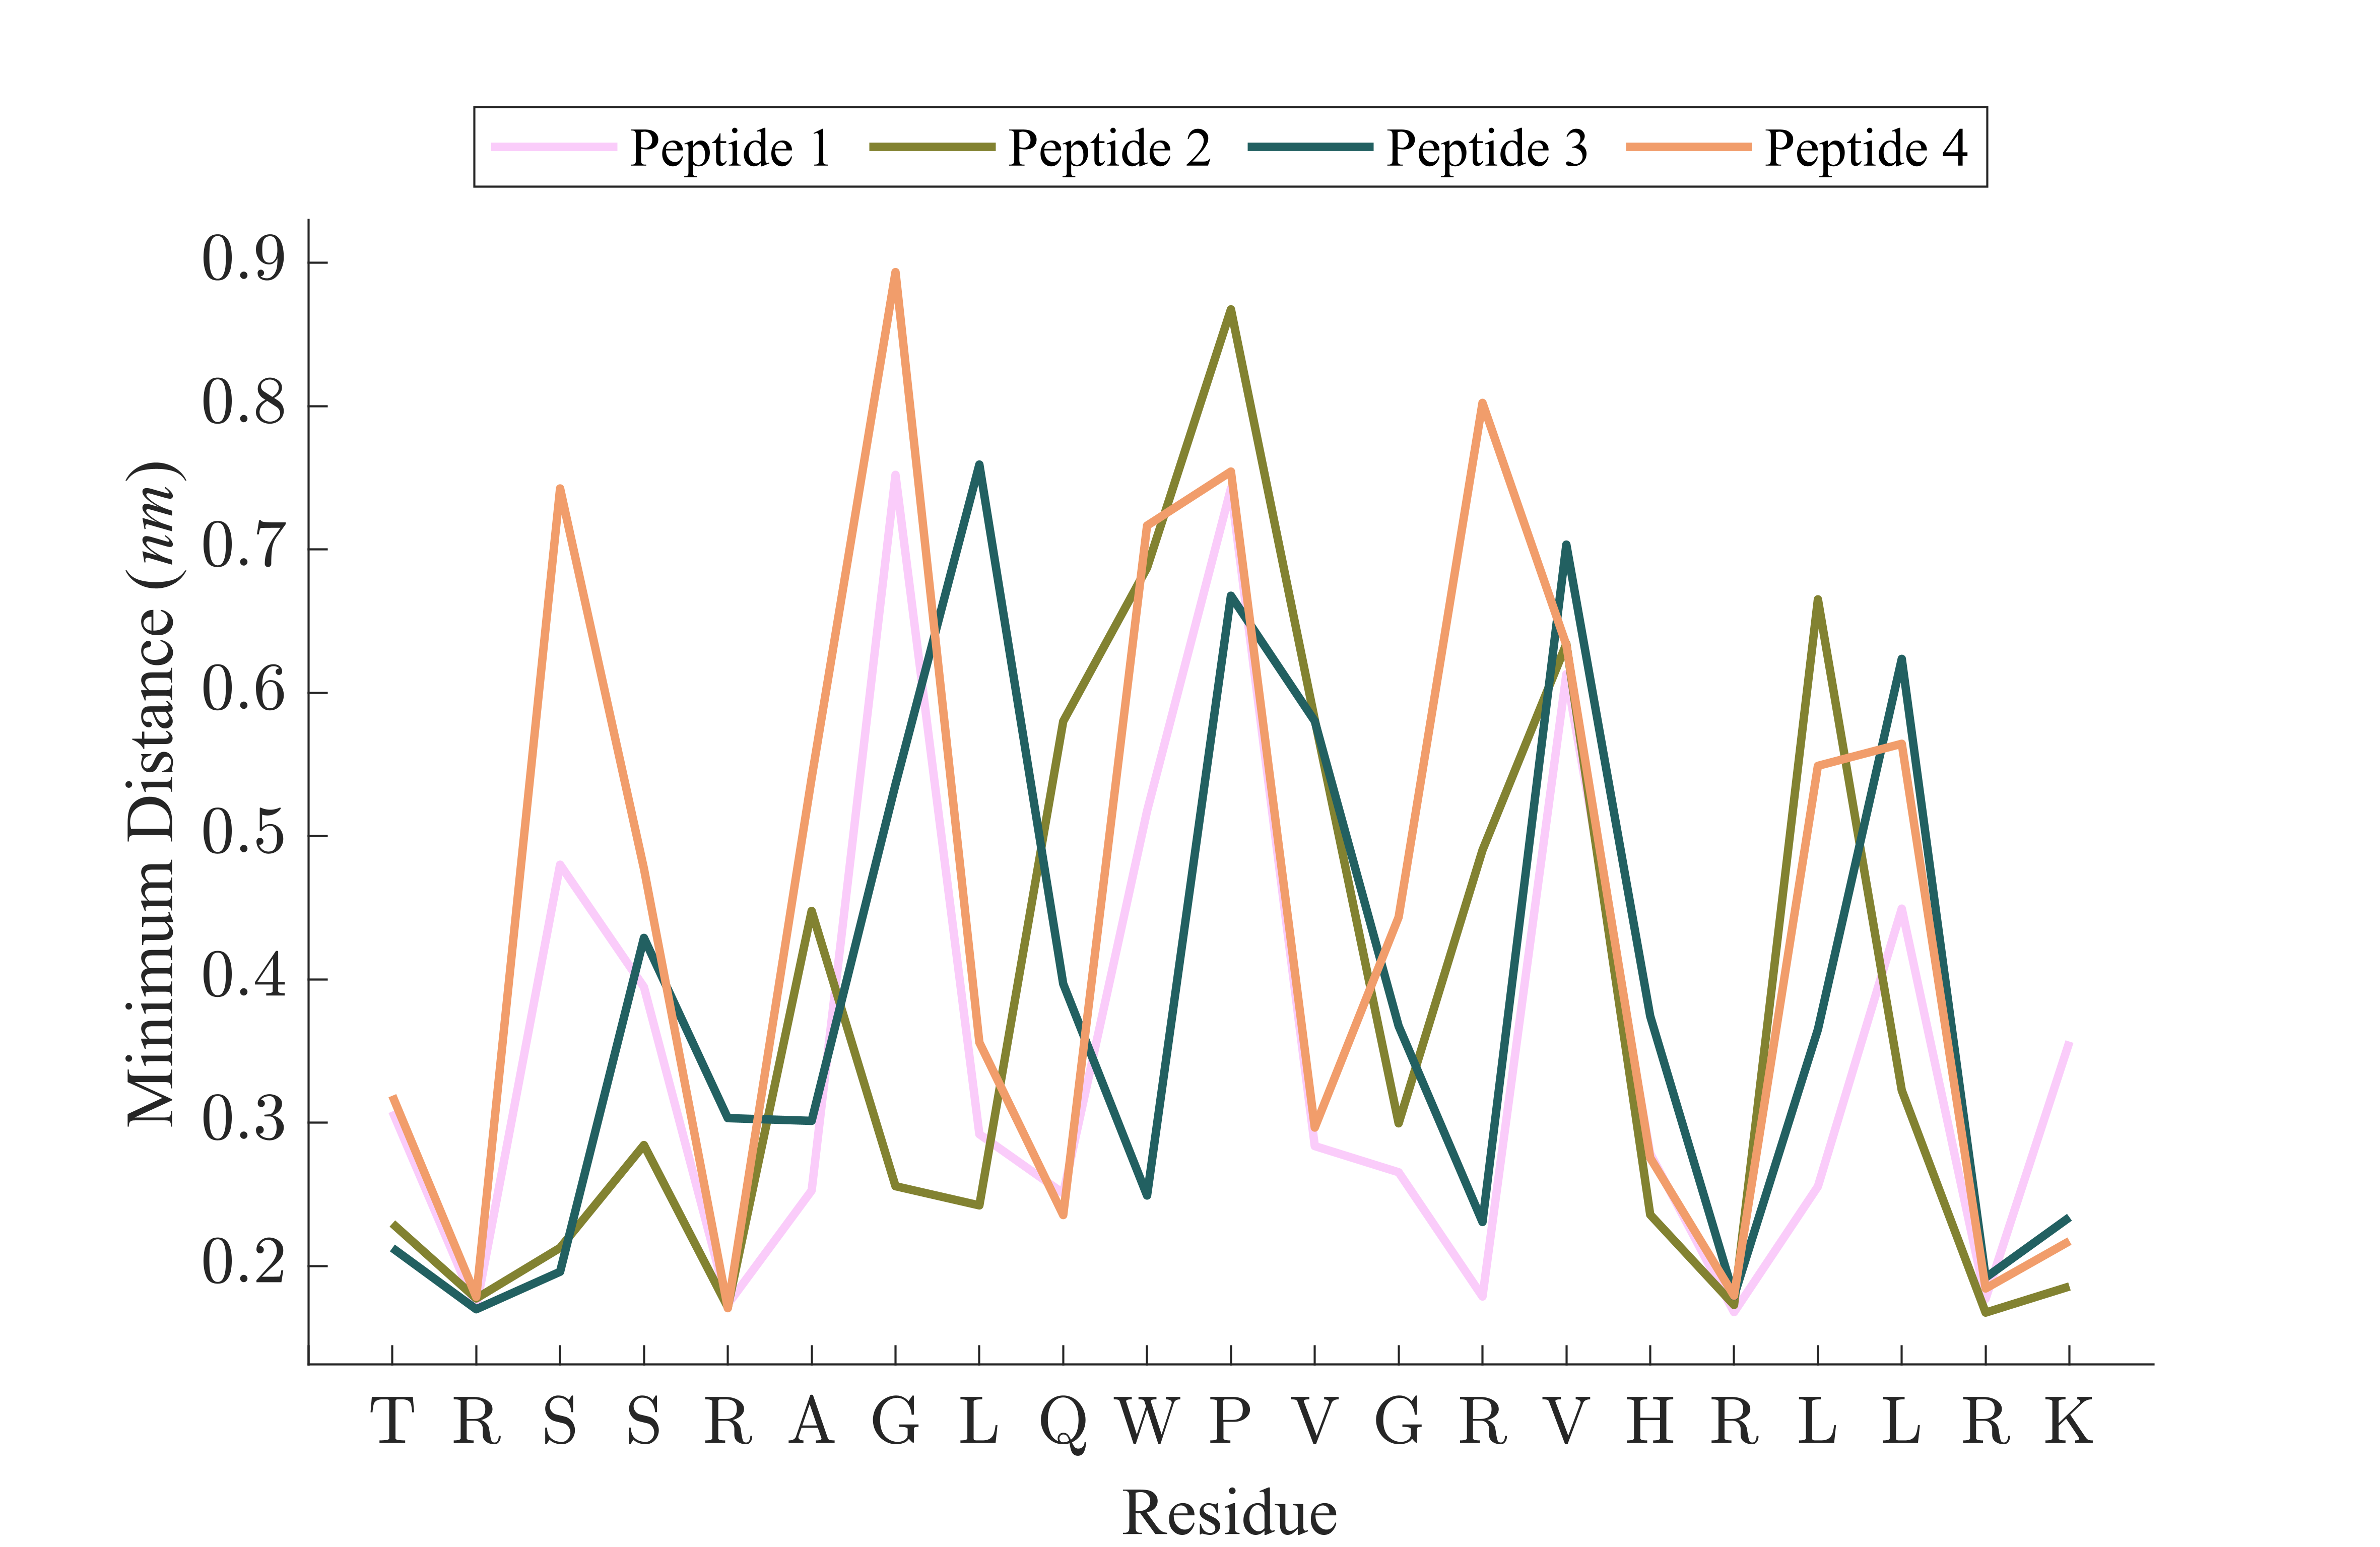 Peptide 1 Peptide 2 Peptide 3 Peptide 4
0.9
0.8
0.7
0.6
0.5
0.4
0.3
0.2
Minimum Distance (nm)
T R S S R A G L Q W P V G R V H R L L R K
Residue